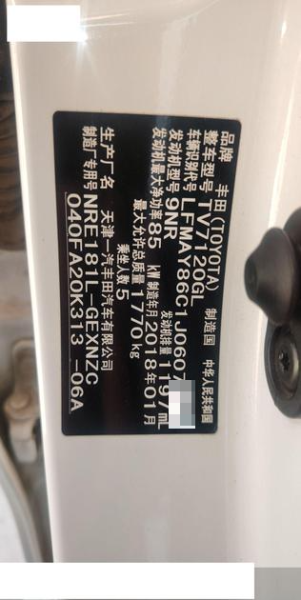 品牌 丰田(TOYOTA) 制造国 中华人民共和国
整车型号 TV7120GL
车辆识别代号 LFMAY86C1J0607
发动机型号 9NR 发动机排量 1197mL
发动机最大净功率 85 kW 制造年月 2018年01月
最大允许总质量 1770kg
乘坐人数 5
生产厂名 天津一汽丰田汽车有限公司
制造厂专用号 NRE181L-GEXNZC
040FA20K313-06A